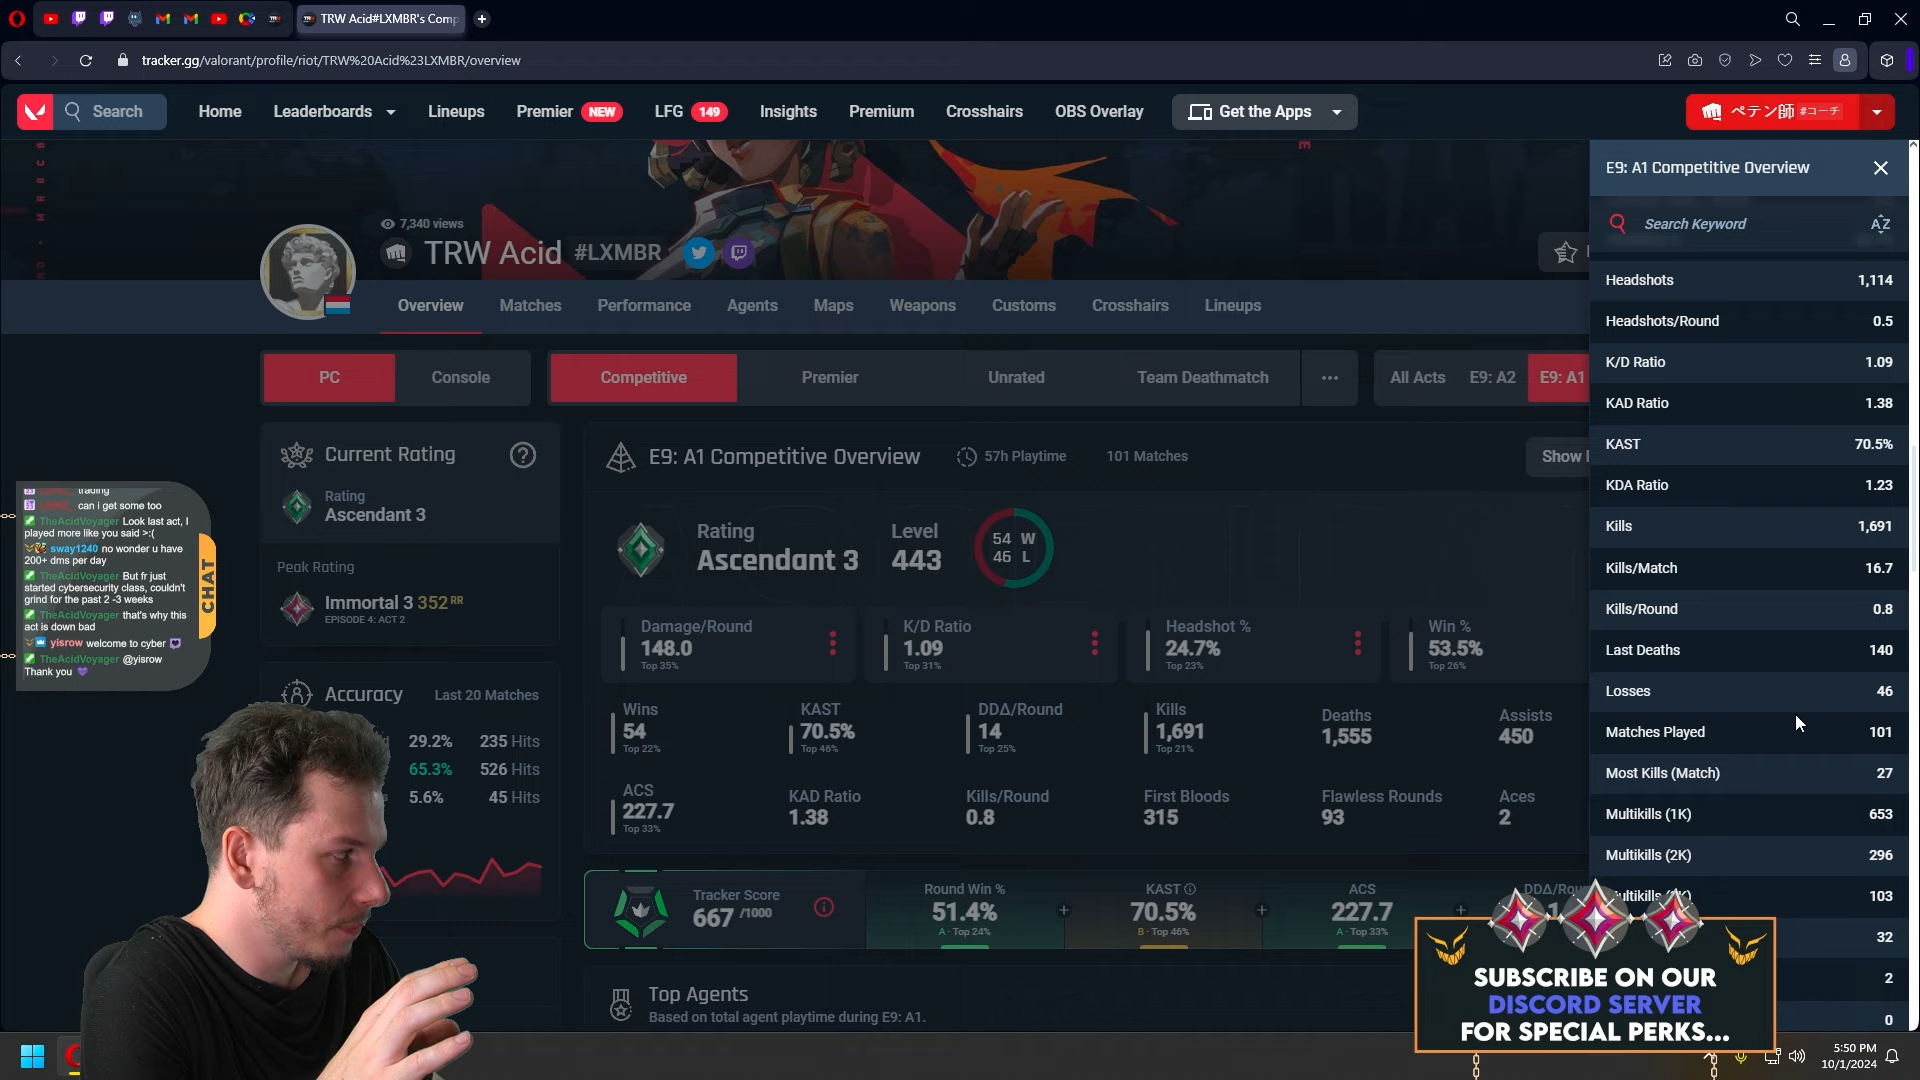 TRW Acid#LXMBR's Comp
tracker.gg/valorant/profile/riot/TRW%20Acid%23LXMBR/overview
Search
Home
Leaderboards
Lineups
Premier NEW
LFG 149
Insights
Premium
Crosshairs
OBS Overlay
Get the Apps
ペテン師 #コーチ
7,340 views
TRW Acid #LXMBR
Overview
Matches
Performance
Agents
Maps
Weapons
Customs
Crosshairs
Lineups
PC
Console
Competitive
Premier
Unrated
Team Deathmatch
All Acts
E9: A2
E9: A1
Current Rating
Rating
Ascendant 3
Peak Rating
Immortal 3 352 RR
EPISODE 4: ACT 2
Accuracy
Last 20 Matches
29.2% 235 Hits
65.3% 526 Hits
5.6% 45 Hits
E9: A1 Competitive Overview
57h Playtime
101 Matches
Show
Rating
Ascendant 3
Level
443
54 W
46 L
Damage/Round
148.0
Top 35%
K/D Ratio
1.09
Top 31%
Headshot %
24.7%
Top 23%
Win %
53.5%
Top 26%
Wins
54
Top 22%
KAST
70.5%
Top 46%
DDΔ/Round
14
Top 25%
Kills
1,691
Top 21%
Deaths
1,555
Assists
450
ACS
227.7
Top 33%
KAD Ratio
1.38
Kills/Round
0.8
First Bloods
315
Flawless Rounds
93
Aces
2
Tracker Score
667 /1000
Round Win %
51.4%
A - Top 24%
KAST
70.5%
B - Top 46%
ACS
227.7
A - Top 33%
Top Agents
Based on total agent playtime during E9: A1.
trading
can i get some too
TheAcidVoyager Look last act, I
played more like you said >:(
sway1240 no wonder u have
200+ dms per day
TheAcidVoyager But fr just
started cybersecurity class, couldn't
grind for the past 2 -3 weeks
TheAcidVoyager that's why this
act is down bad
yisrow welcome to cyber
TheAcidVoyager @yisrow
Thank you
CHAT
E9: A1 Competitive Overview
Search Keyword
Headshots 1,114
Headshots/Round 0.5
K/D Ratio 1.09
KAD Ratio 1.38
KAST 70.5%
KDA Ratio 1.23
Kills 1,691
Kills/Match 16.7
Kills/Round 0.8
Last Deaths 140
Losses 46
Matches Played 101
Most Kills (Match) 27
Multikills (1K) 653
Multikills (2K) 296
103
32
2
0
SUBSCRIBE ON OUR
DISCORD SERVER
FOR SPECIAL PERKS...
5:50 PM
10/1/2024